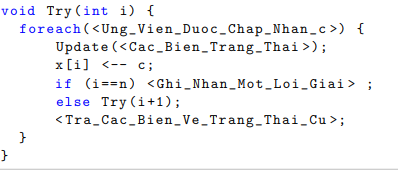 void Try(int i) {
foreach(<Ung_Vien_Duoc_Chap_Nhan_c>) {
Update(<Cac_Bien_Trang_Thai>);
x[i] <-- c;
if (i==n) <Ghi_Nhan_Mot_Loi_Giai> ;
else Try(i+1);
<Tra_Cac_Bien_Ve_Trang_Thai_Cu>;
}
}